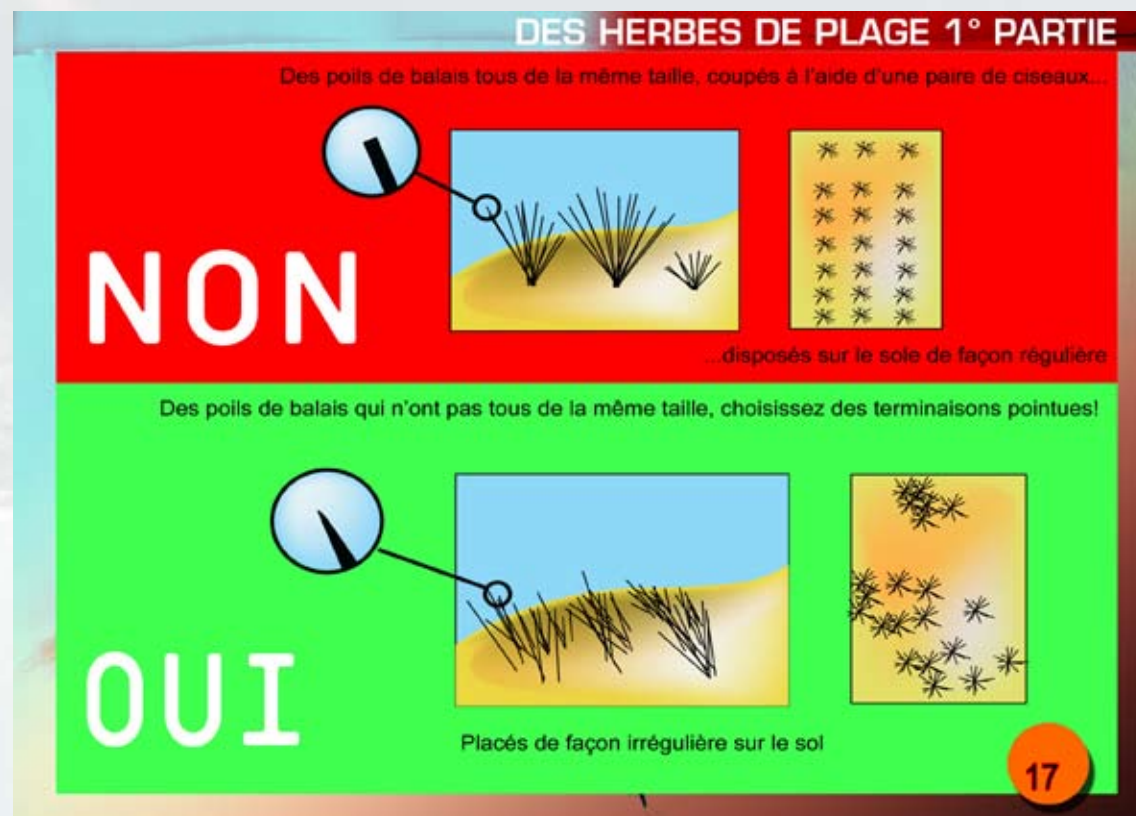 DES HERBES DE PLAGE 1° PARTIE
Des poils de balais tous de la même taille, coupés à l'aide d'une paire de ciseaux...
NON
...disposés sur le sole de façon régulière
Des poils de balais qui n'ont pas tous de la même taille, choisissez des terminaisons pointues!
OUI
Placés de façon irrégulière sur le sol
17